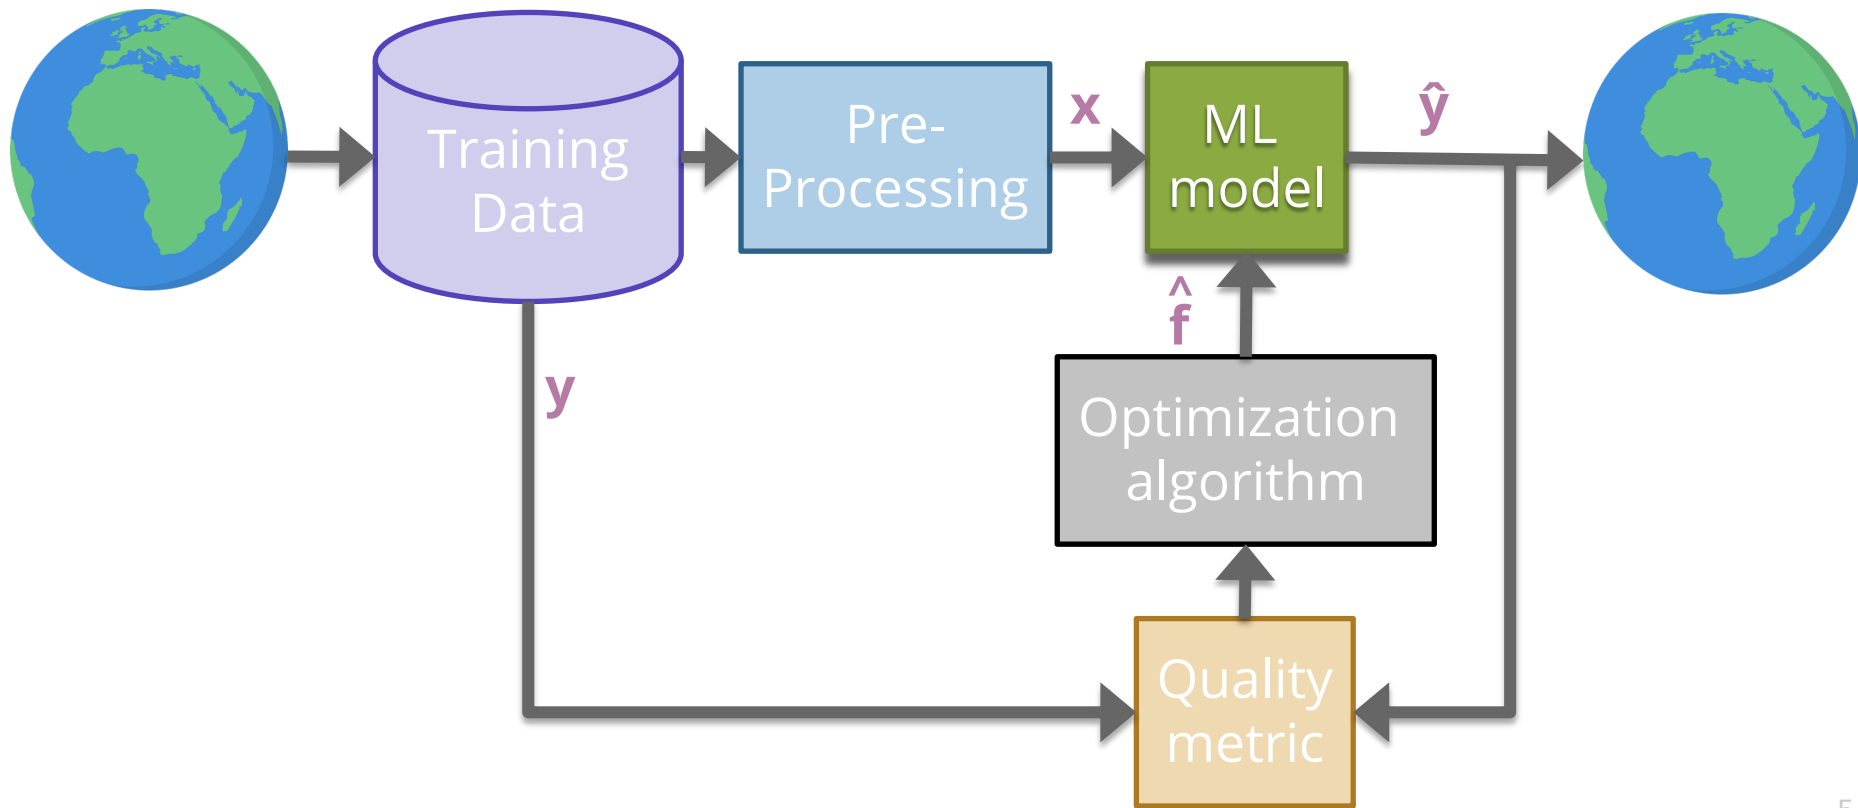 Training
Data
Pre-
Processing
x
ML
model
ŷ
f̂
y
Optimization
algorithm
Quality
metric